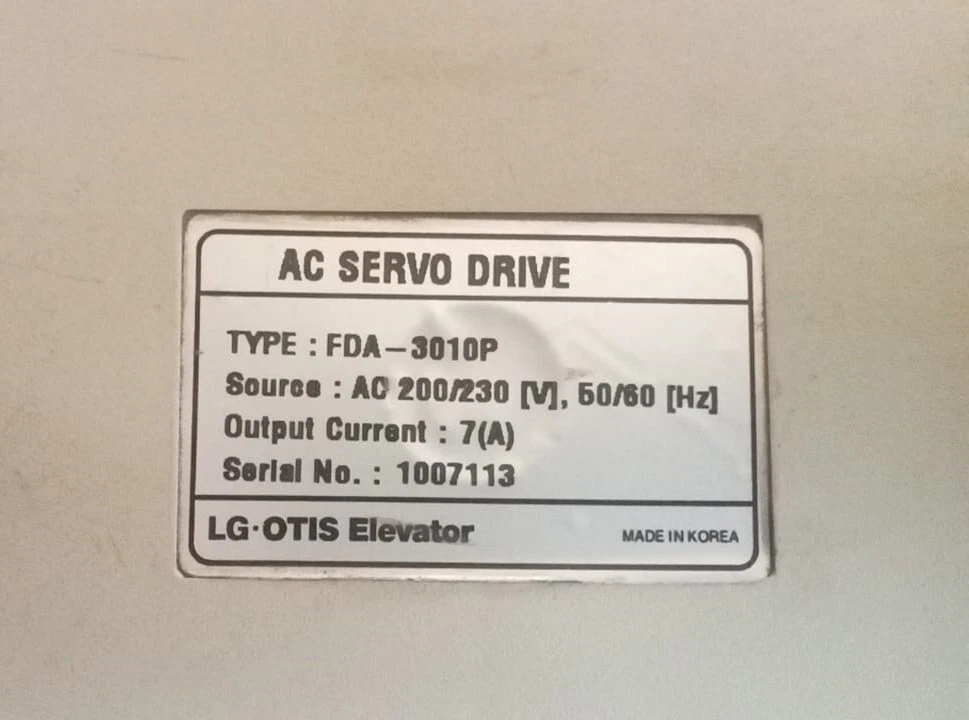 AC SERVO DRIVE
TYPE : FDA-3010P
Source : AC 200/230 [V], 50/60 [Hz]
Output Current : 7(A)
Serial No. : 1007113
LG·OTIS Elevator
MADE IN KOREA